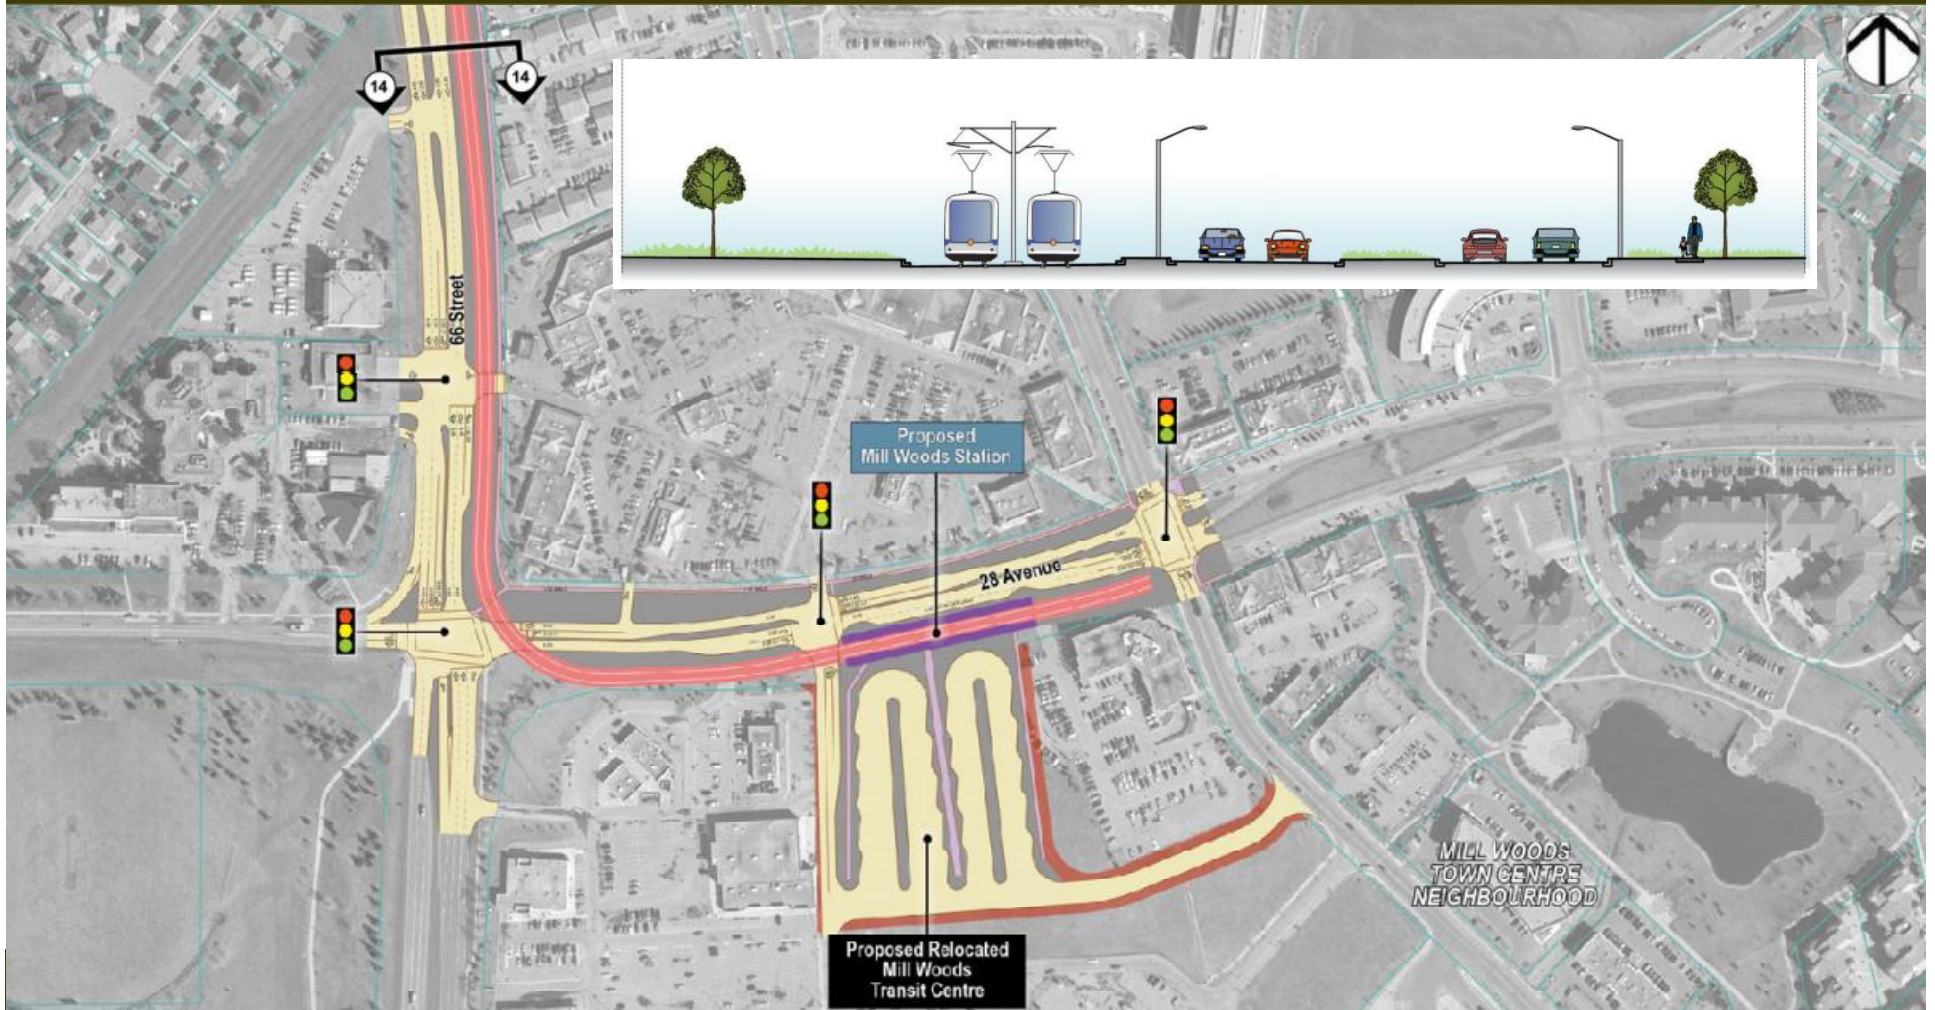 14
14
66 Street
Proposed
Mill Woods Station
28 Avenue
MILL WOODS
TOWN CENTRE
NEIGHBOURHOOD
Proposed Relocated
Mill Woods
Transit Centre